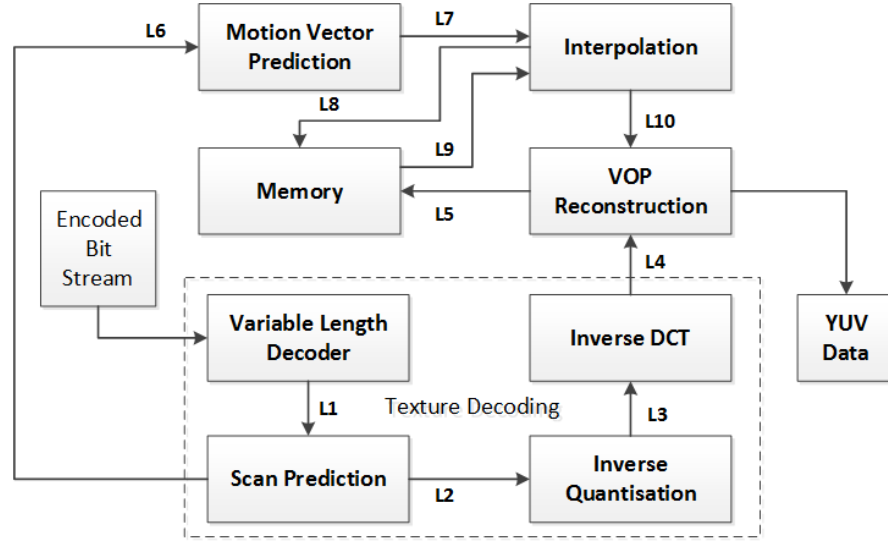 L6
Motion Vector
Prediction
L7
Interpolation
L8
L9
L10
Memory
L5
VOP
Reconstruction
Encoded
Bit
Stream
L4
Variable Length
Decoder
Inverse DCT
YUV
Data
L1
Texture Decoding
L3
Scan Prediction
L2
Inverse
Quantisation